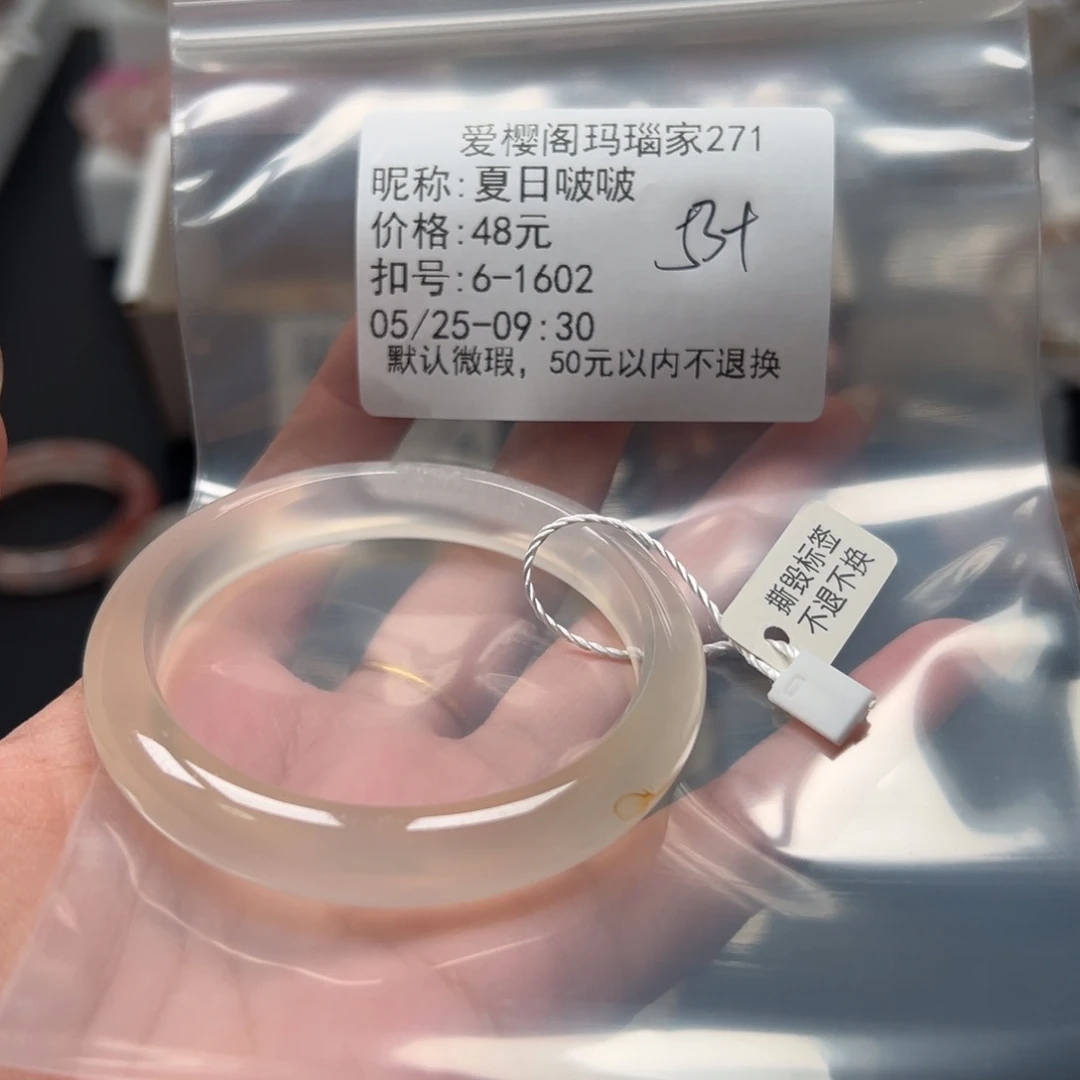 爱樱阁玛瑙家271
昵称:夏日啵啵
价格:48元
扣号:6-1602
05/25-09:30
默认微瑕，50元以内不退换
撕毁标签
不退不换